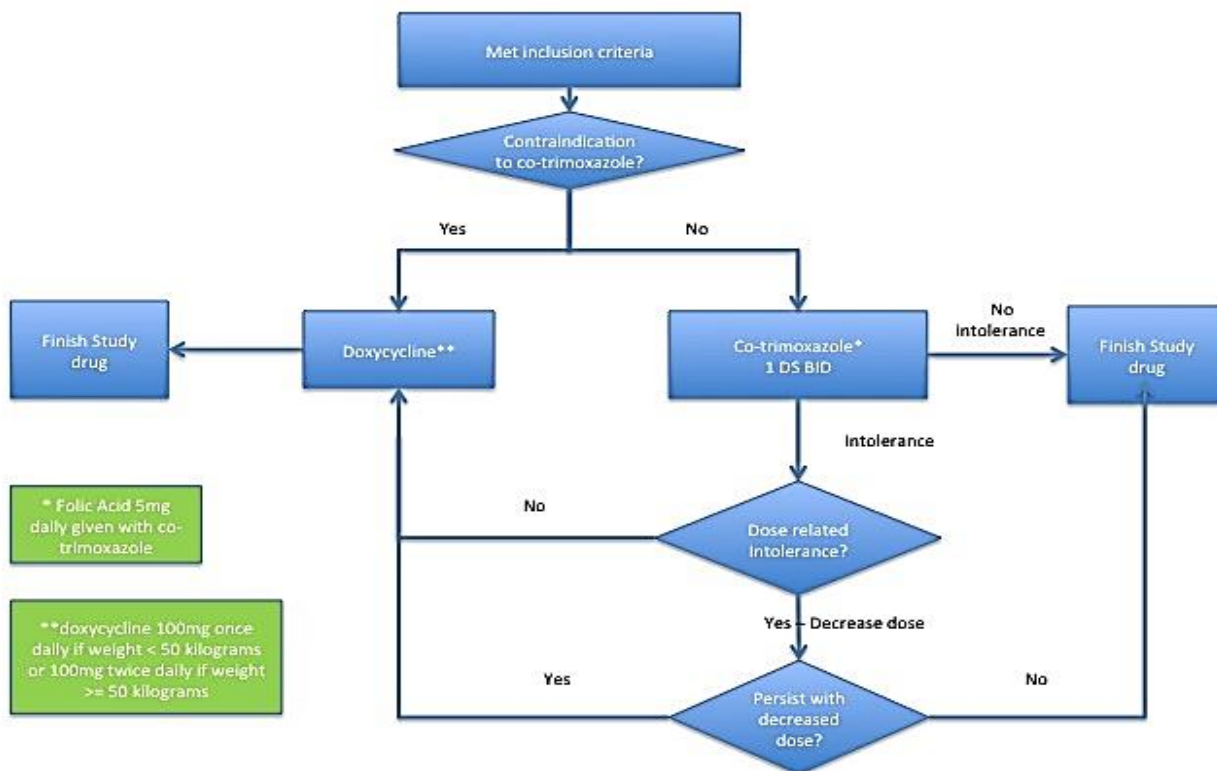 Met inclusion criteria
Contraindication
to co-trimoxazole?
Yes
No
Finish Study
drug
Doxycycline**
Co-trimoxazole*
1 DS BID
No
intolerance
Finish Study
drug
Intolerance
* Folic Acid 5mg
daily given with co-
trimoxazole
No
Dose related
Intolerance?
Yes – Decrease dose
**doxycycline 100mg once
daily if weight < 50 kilograms
or 100mg twice daily if weight
>= 50 kilograms
Yes
Persist with
decreased
dose?
No